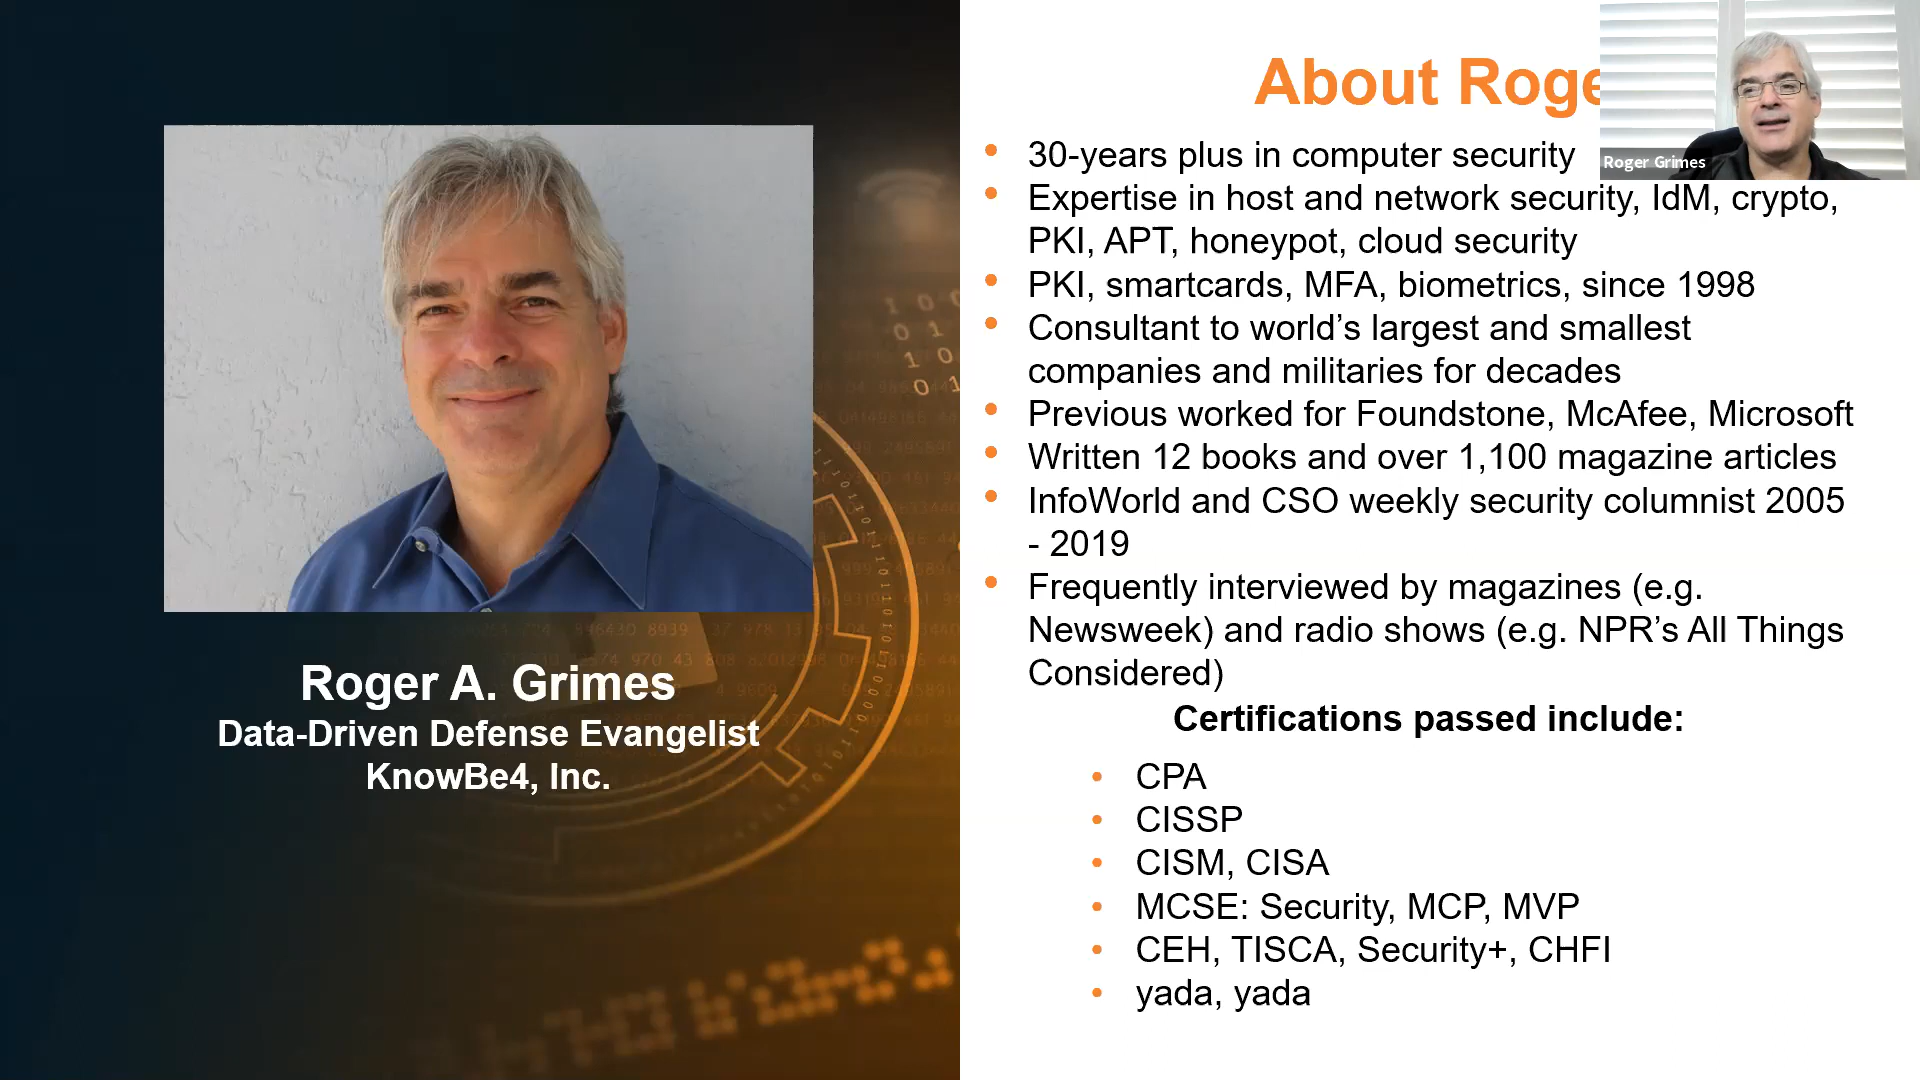 About Roge
Roger Grimes
30-years plus in computer security
Expertise in host and network security, IdM, crypto,
PKI, APT, honeypot, cloud security
PKI, smartcards, MFA, biometrics, since 1998
Consultant to world’s largest and smallest
companies and militaries for decades
Previous worked for Foundstone, McAfee, Microsoft
Written 12 books and over 1,100 magazine articles
InfoWorld and CSO weekly security columnist 2005
- 2019
Frequently interviewed by magazines (e.g.
Newsweek) and radio shows (e.g. NPR’s All Things
Considered)
Certifications passed include:
CPA
CISSP
CISM, CISA
MCSE: Security, MCP, MVP
CEH, TISCA, Security+, CHFI
yada, yada
Roger A. Grimes
Data-Driven Defense Evangelist
KnowBe4, Inc.